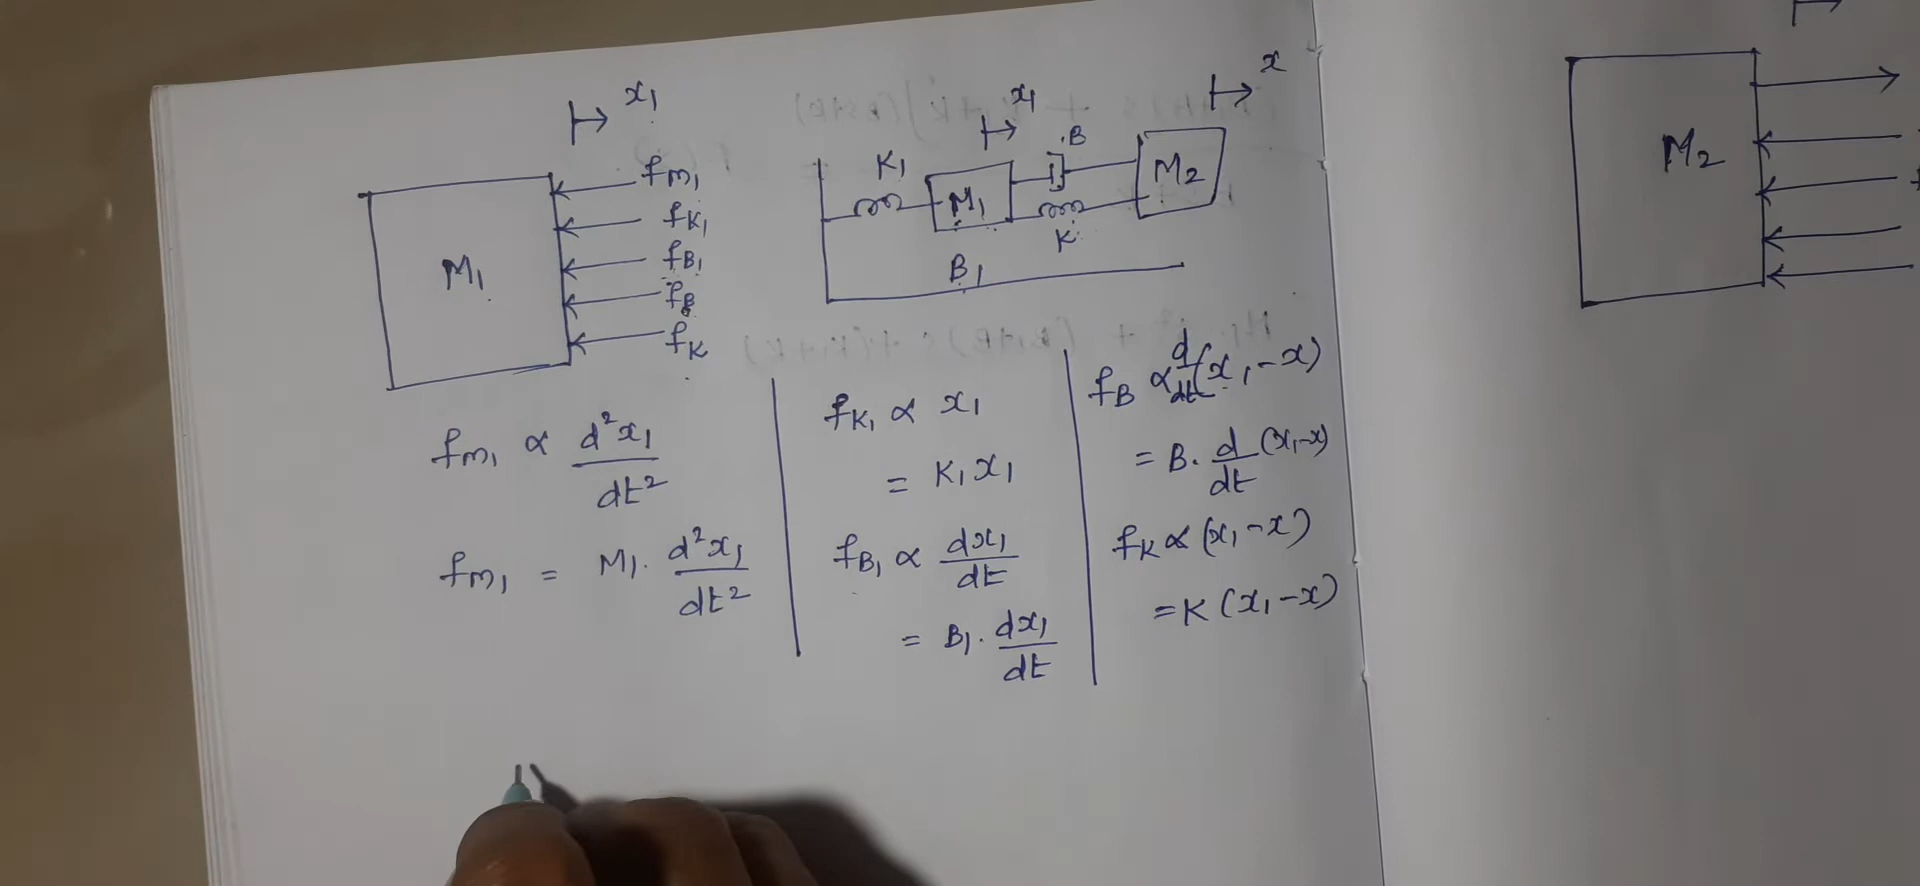 x₁
M₁
fM₁
fK₁
fB₁
fB
fK
x₁
x
K₁
M₁
B
K
M₂
B₁
fM₁ ∝ d²x₁/dt²
fM₁ = M₁. d²x₁/dt²
fK₁ ∝ x₁
= K₁x₁
fB₁ ∝ dx₁/dt
= B₁. dx₁/dt
fB ∝ d/dt(x₁-x)
= B. d/dt (x₁-x)
fK ∝ (x₁-x)
= K (x₁-x)
M₂